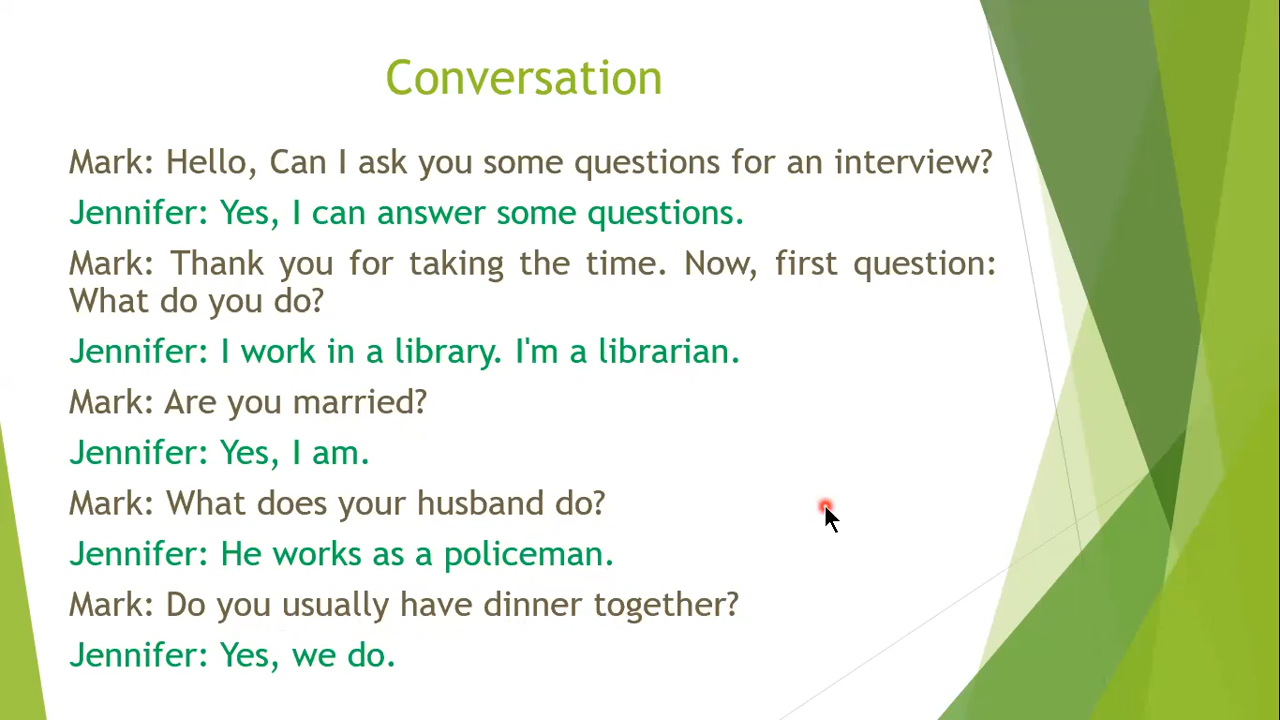 Conversation
Mark: Hello, Can I ask you some questions for an interview?
Jennifer: Yes, I can answer some questions.
Mark: Thank you for taking the time. Now, first question:
What do you do?
Jennifer: I work in a library. I'm a librarian.
Mark: Are you married?
Jennifer: Yes, I am.
Mark: What does your husband do?
Jennifer: He works as a policeman.
Mark: Do you usually have dinner together?
Jennifer: Yes, we do.